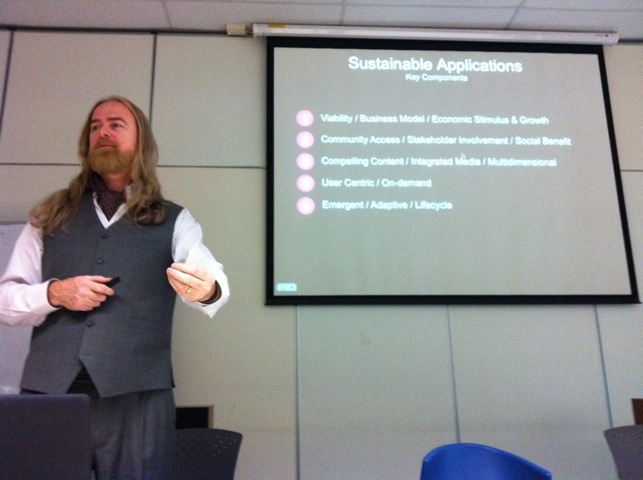 Sustainable Applications
Key Components
Viability / Business Model / Economic Stimulus & Growth
Community Access / Stakeholder Involvement / Social Benefit
Compelling Content / Integrated Media / Multidimensional
User Centric / On-demand
Emergent / Adaptive / Lifecycle